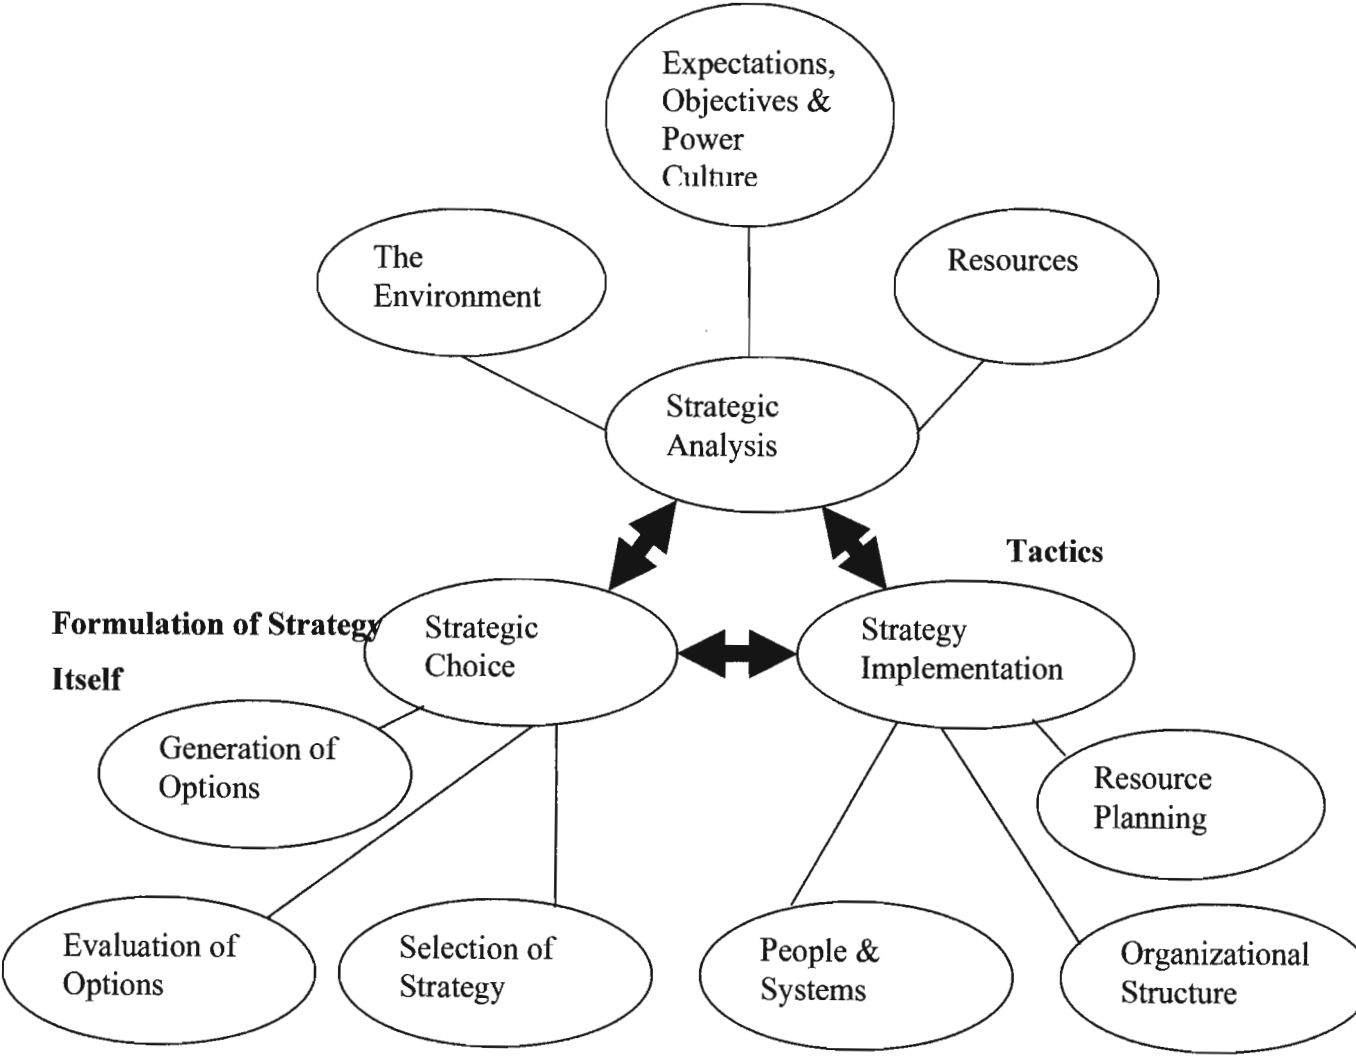 Expectations,
Objectives &
Power
Culture
The
Environment
Resources
Strategic
Analysis
Tactics
Formulation of Strategy
Itself
Strategic
Choice
Strategy
Implementation
Generation of
Options
Resource
Planning
Evaluation of
Options
Selection of
Strategy
People &
Systems
Organizational
Structure